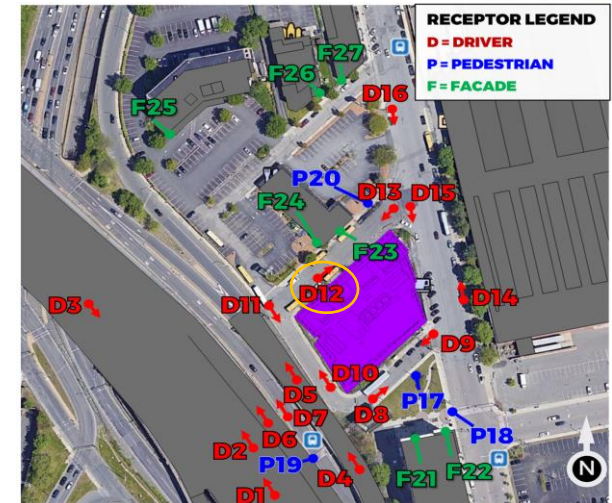 RECEPTOR LEGEND
D = DRIVER
P = PEDESTRIAN
F = FACADE
F27
F26
D16
F25
P20
D13
D15
F24
F23
D12
D3
D11
D14
D9
D10
D5
D8
P17
D7
D6
P18
D2
F22
P19
D4
F21
D1
N